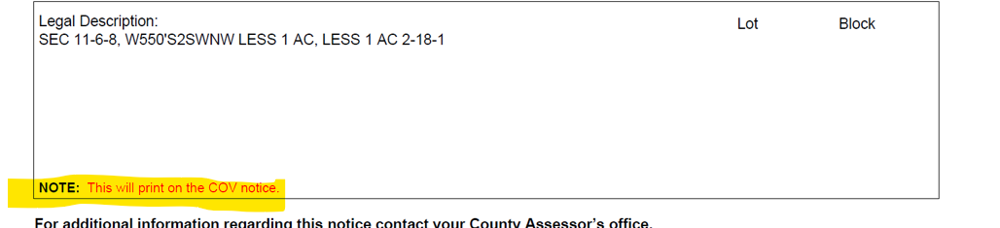 Legal Description: Lot Block
SEC 11-6-8, W550'S2SWNW LESS 1 AC, LESS 1 AC 2-18-1
NOTE: This will print on the COV notice.
For additional information regarding this notice contact your County Assessor's office.